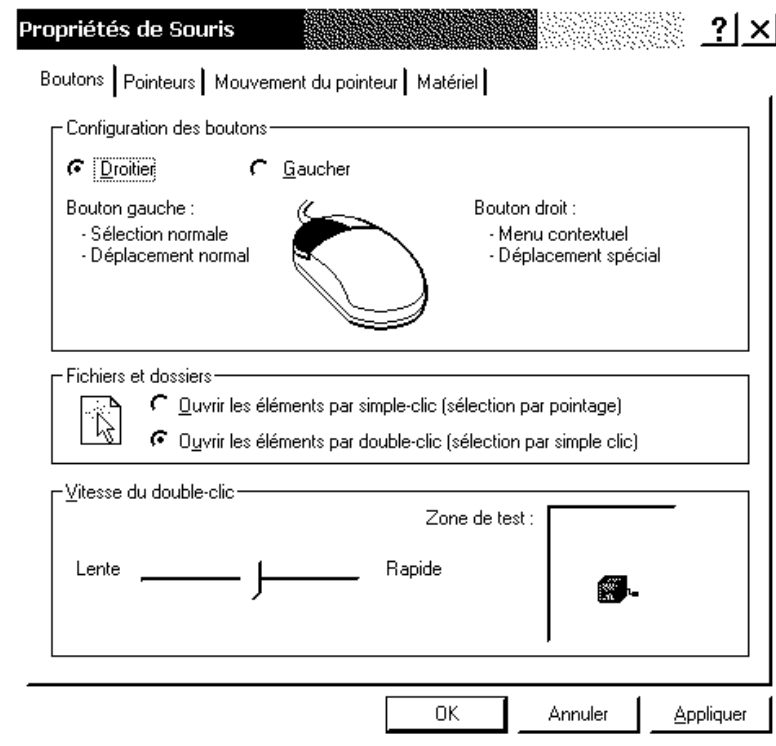 Propriétés de Souris ? ×
Boutons Pointeurs Mouvement du pointeur Matériel
Configuration des boutons
Droitier Gaucher
Bouton gauche :
- Sélection normale
- Déplacement normal
Bouton droit :
- Menu contextuel
- Déplacement spécial
Fichiers et dossiers
Ouvrir les éléments par simple-clic (sélection par pointage)
Ouvrir les éléments par double-clic (sélection par simple clic)
Vitesse du double-clic
Zone de test :
Lente Rapide
OK Annuler Appliquer